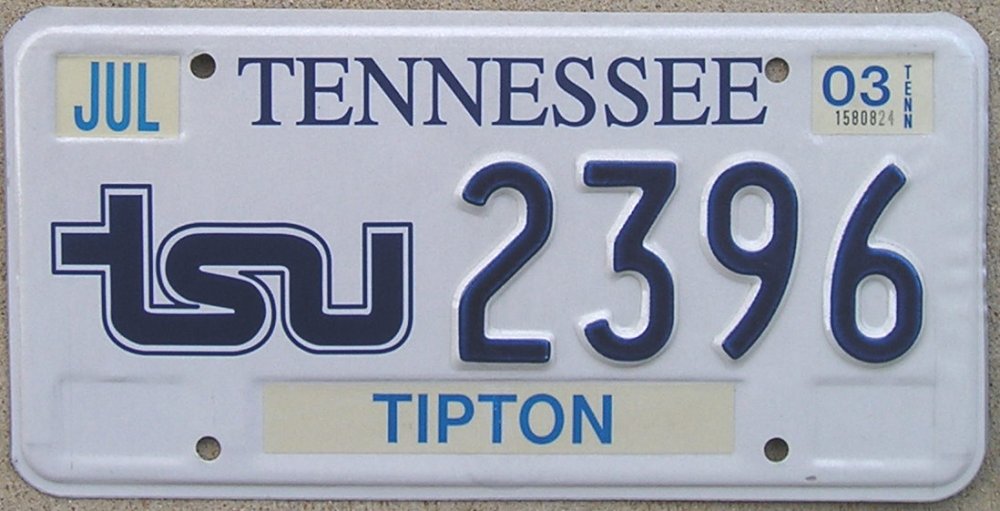 JUL TENNESSEE 03 TENN
1580824
tsu 2396
TIPTON